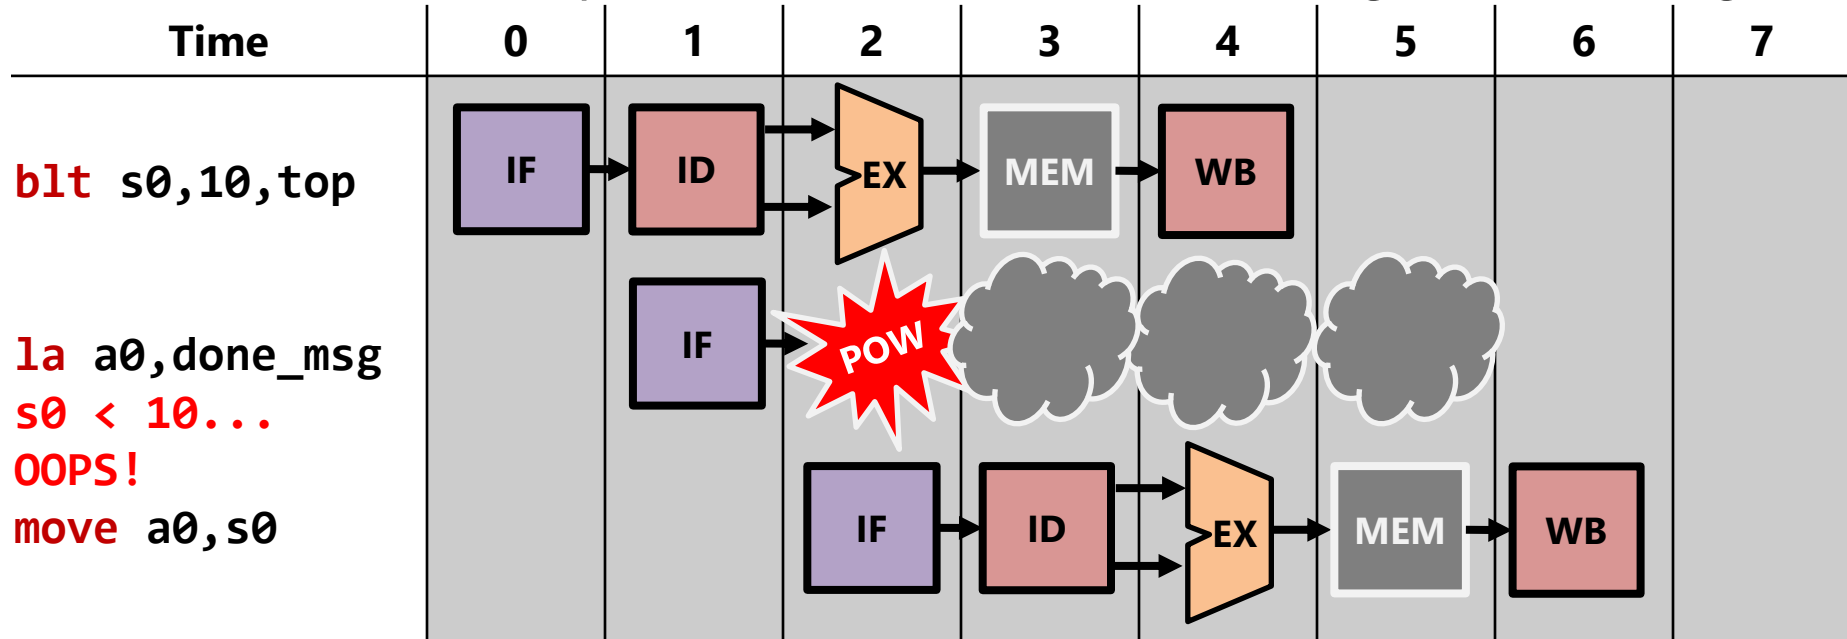 Time 0 1 2 3 4 5 6 7
blt s0,10,top IF ID EX MEM WB
la a0,done_msg IF POW
s0 < 10...
OOPS!
move a0,s0 IF ID EX MEM WB